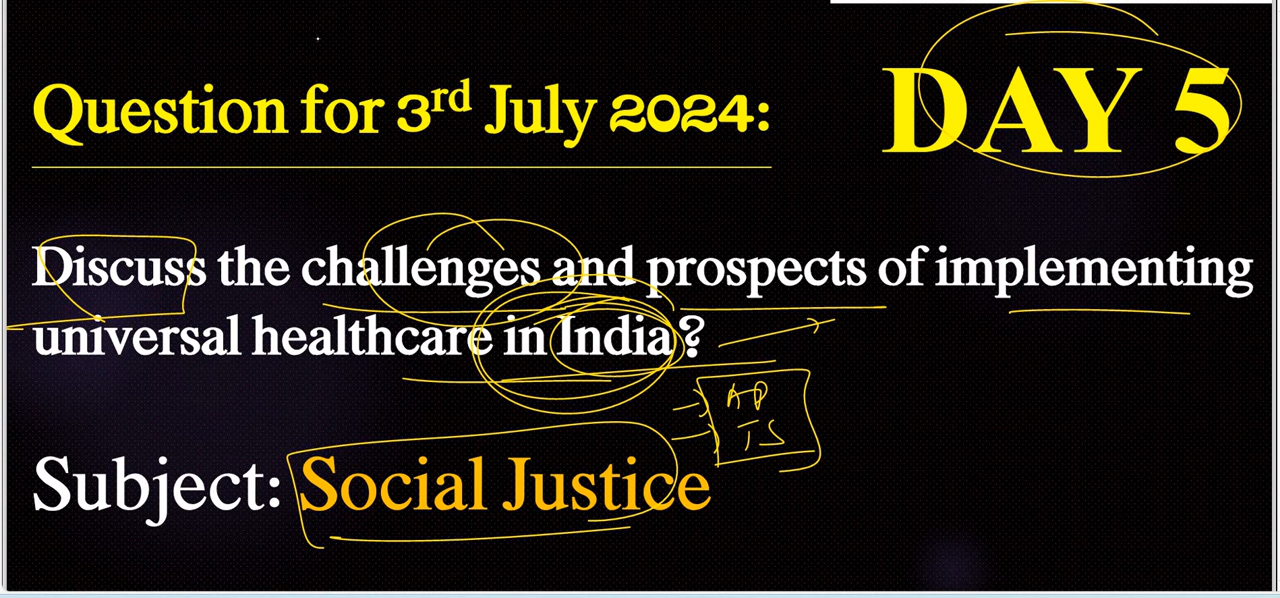 Question for 3rd July 2024:
DAY 5
Discuss the challenges and prospects of implementing
universal healthcare in India?
AP
TS
Subject: Social Justice